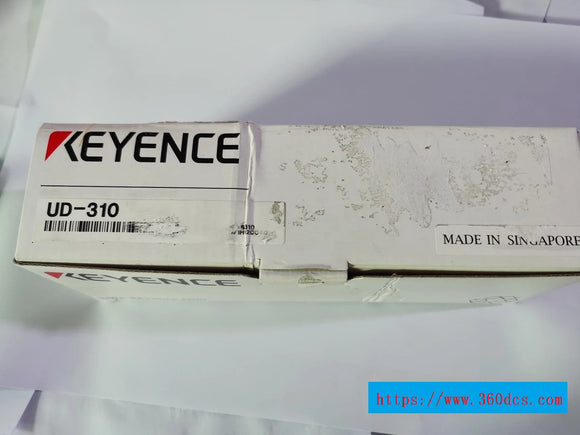 KEYENCE
UD-310
MADE IN SINGAPORE
KEYENCE
https://www.360dcs.com